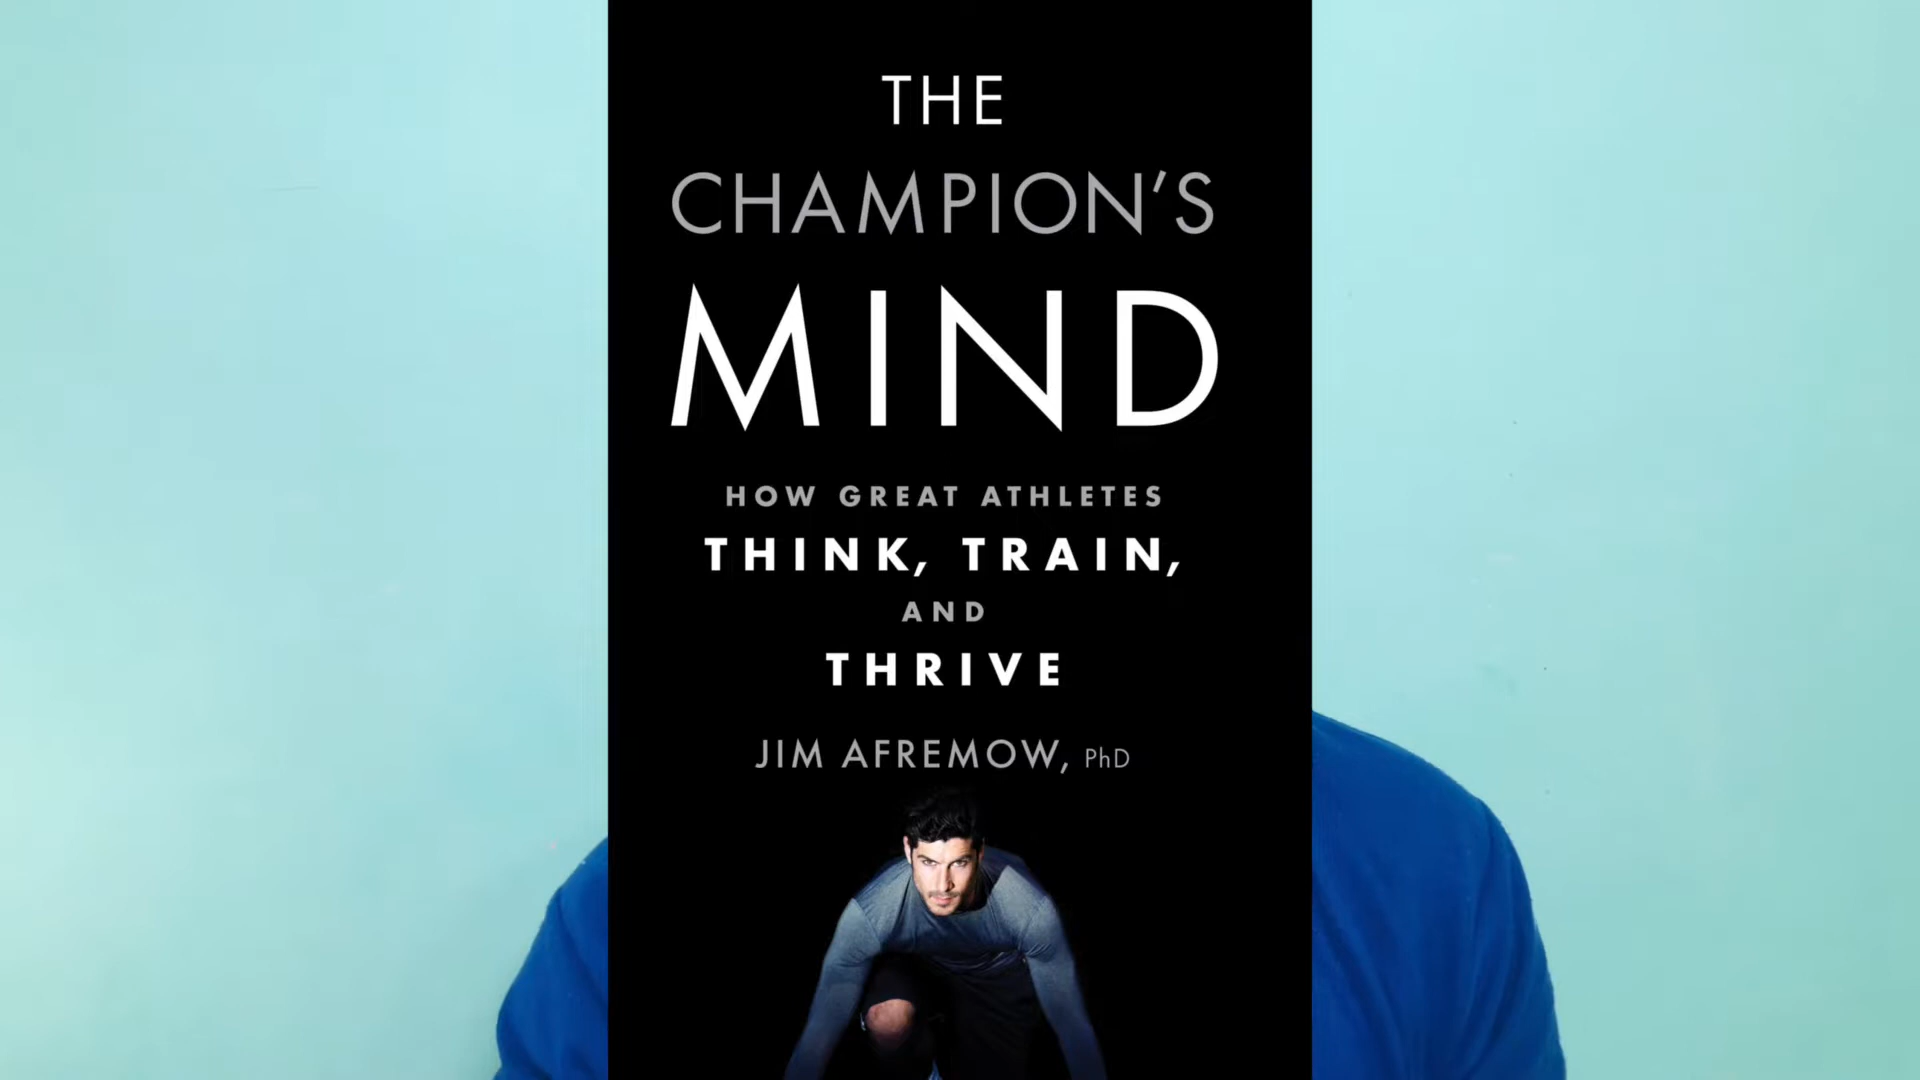 THE
CHAMPION’S
MIND
HOW GREAT ATHLETES
THINK, TRAIN,
AND
THRIVE
JIM AFREMOW, PhD